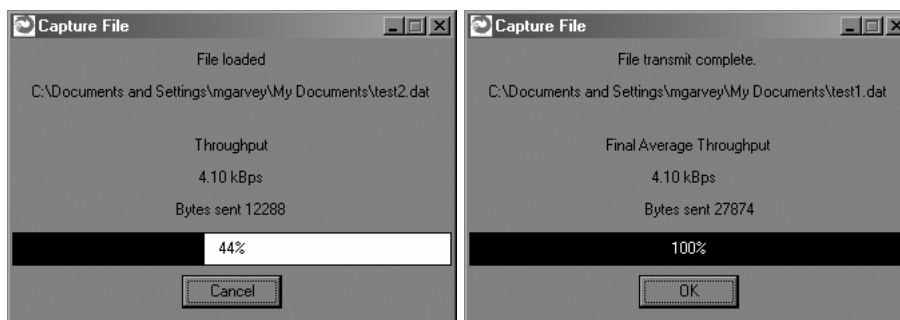 Capture File
File loaded
C:\Documents and Settings\mgarvey\My Documents\test2.dat
Throughput
4.10 kBps
Bytes sent 12288
44%
Cancel
Capture File
File transmit complete.
C:\Documents and Settings\mgarvey\My Documents\test1.dat
Final Average Throughput
4.10 kBps
Bytes sent 27874
100%
OK